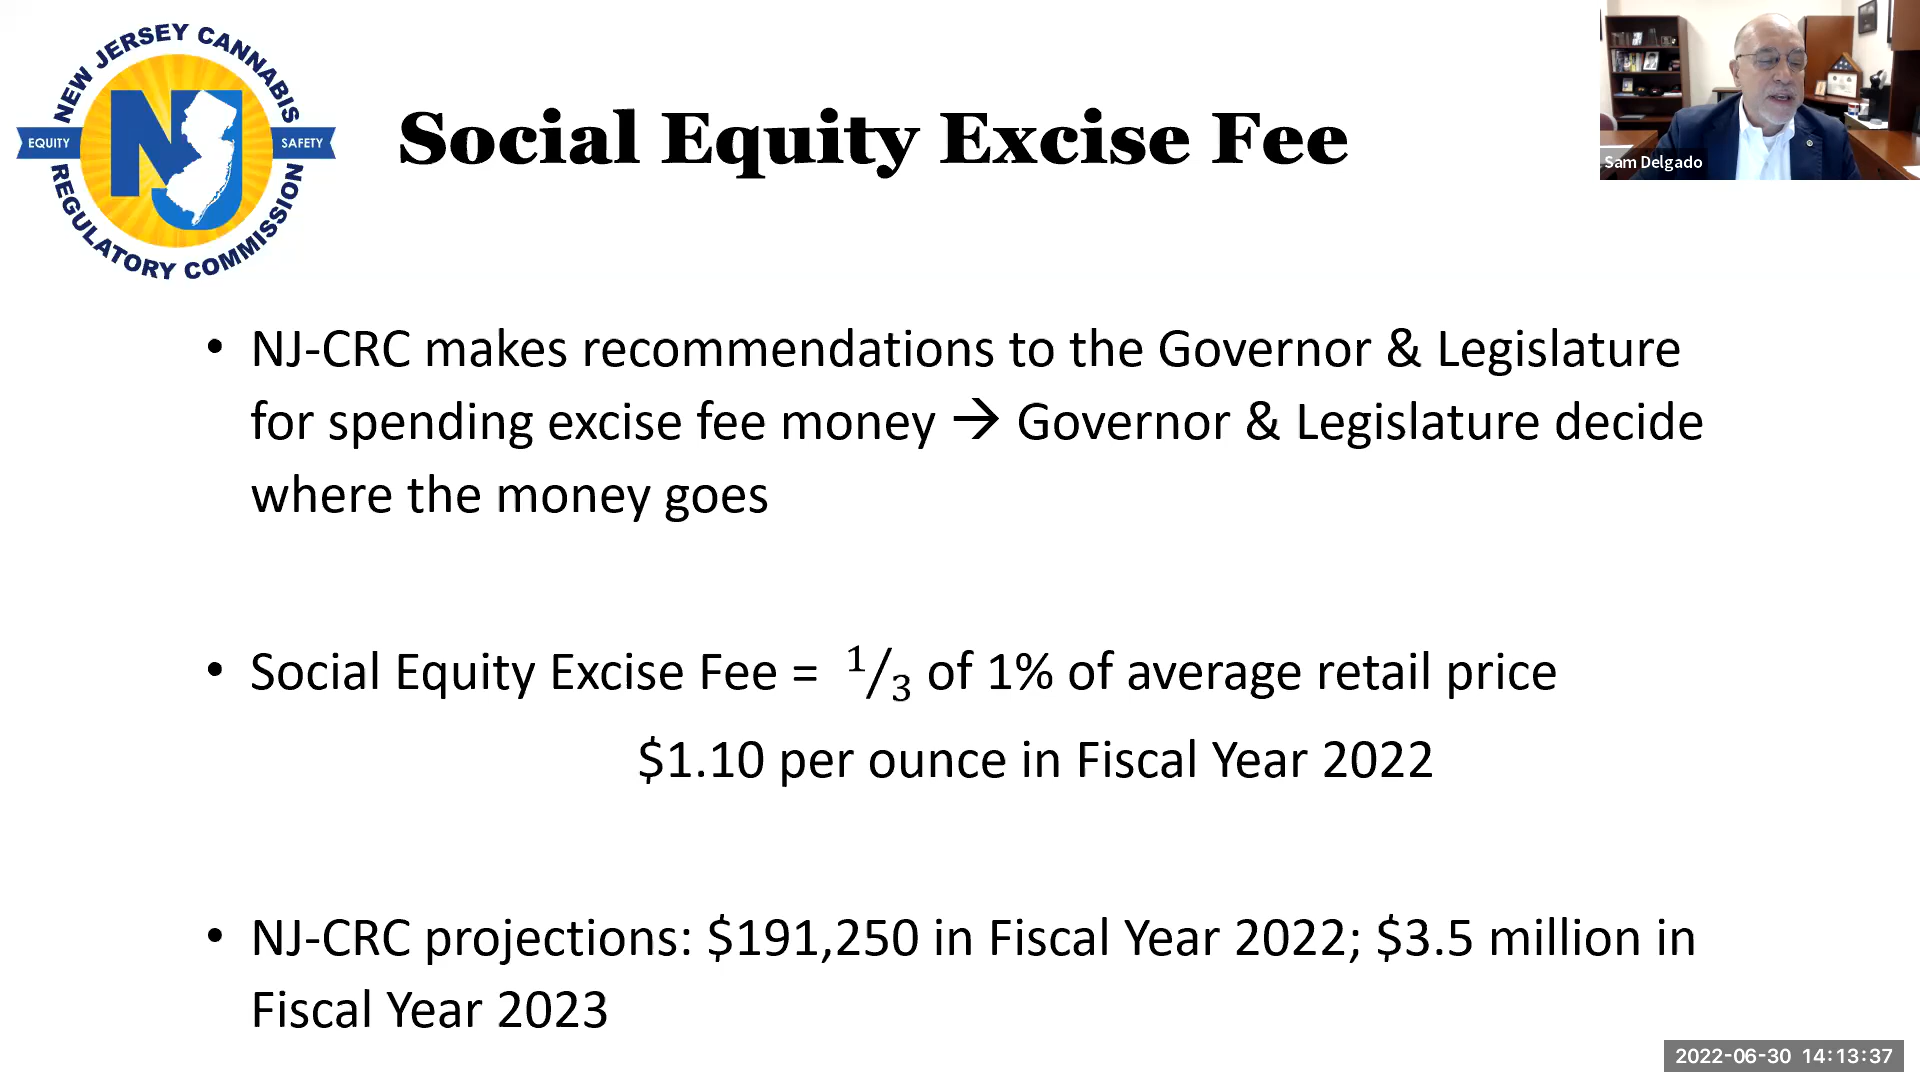 NEW JERSEY CANNABIS
EQUITY
NJ
SAFETY
REGULATORY COMMISSION
Social Equity Excise Fee
Sam Delgado
• NJ-CRC makes recommendations to the Governor & Legislature
for spending excise fee money → Governor & Legislature decide
where the money goes
• Social Equity Excise Fee = 1/3 of 1% of average retail price
$1.10 per ounce in Fiscal Year 2022
• NJ-CRC projections: $191,250 in Fiscal Year 2022; $3.5 million in
Fiscal Year 2023
2022-06-30 14:13:37